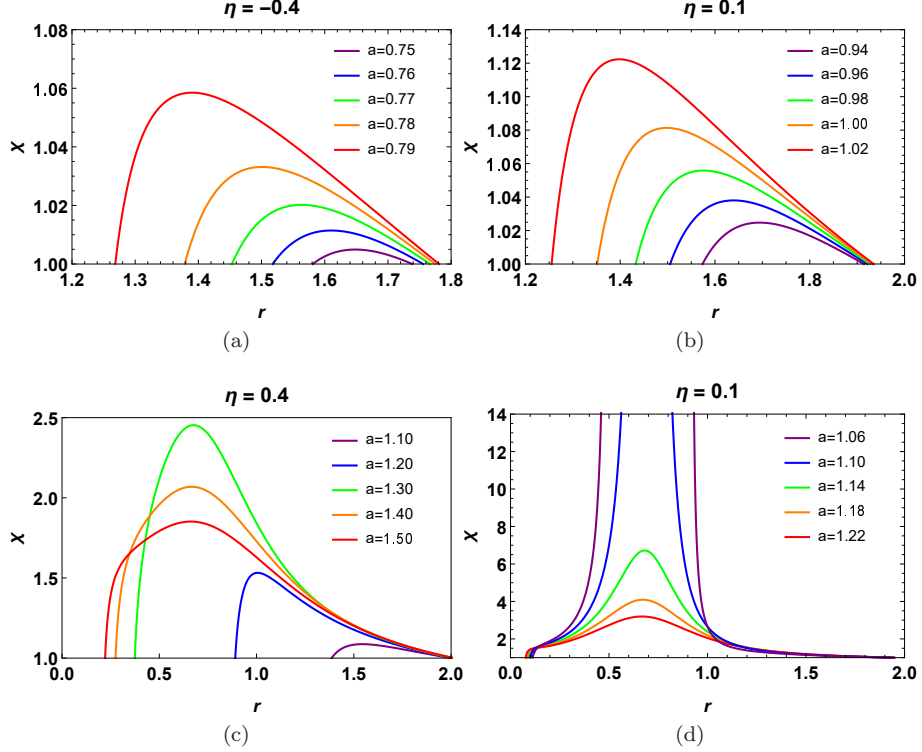 η = -0.4
1.08
1.06
1.04
1.02
1.00
χ
a=0.75
a=0.76
a=0.77
a=0.78
a=0.79
1.2 1.3 1.4 1.5 1.6 1.7 1.8
r
(a)
η = 0.1
1.14
1.12
1.10
1.08
1.06
1.04
1.02
1.00
χ
a=0.94
a=0.96
a=0.98
a=1.00
a=1.02
1.2 1.4 1.6 1.8 2.0
r
(b)
η = 0.4
2.5
2.0
1.5
1.0
χ
a=1.10
a=1.20
a=1.30
a=1.40
a=1.50
0.0 0.5 1.0 1.5 2.0
r
(c)
η = 0.1
14
12
10
8
6
4
2
χ
a=1.06
a=1.10
a=1.14
a=1.18
a=1.22
0.0 0.5 1.0 1.5 2.0
r
(d)